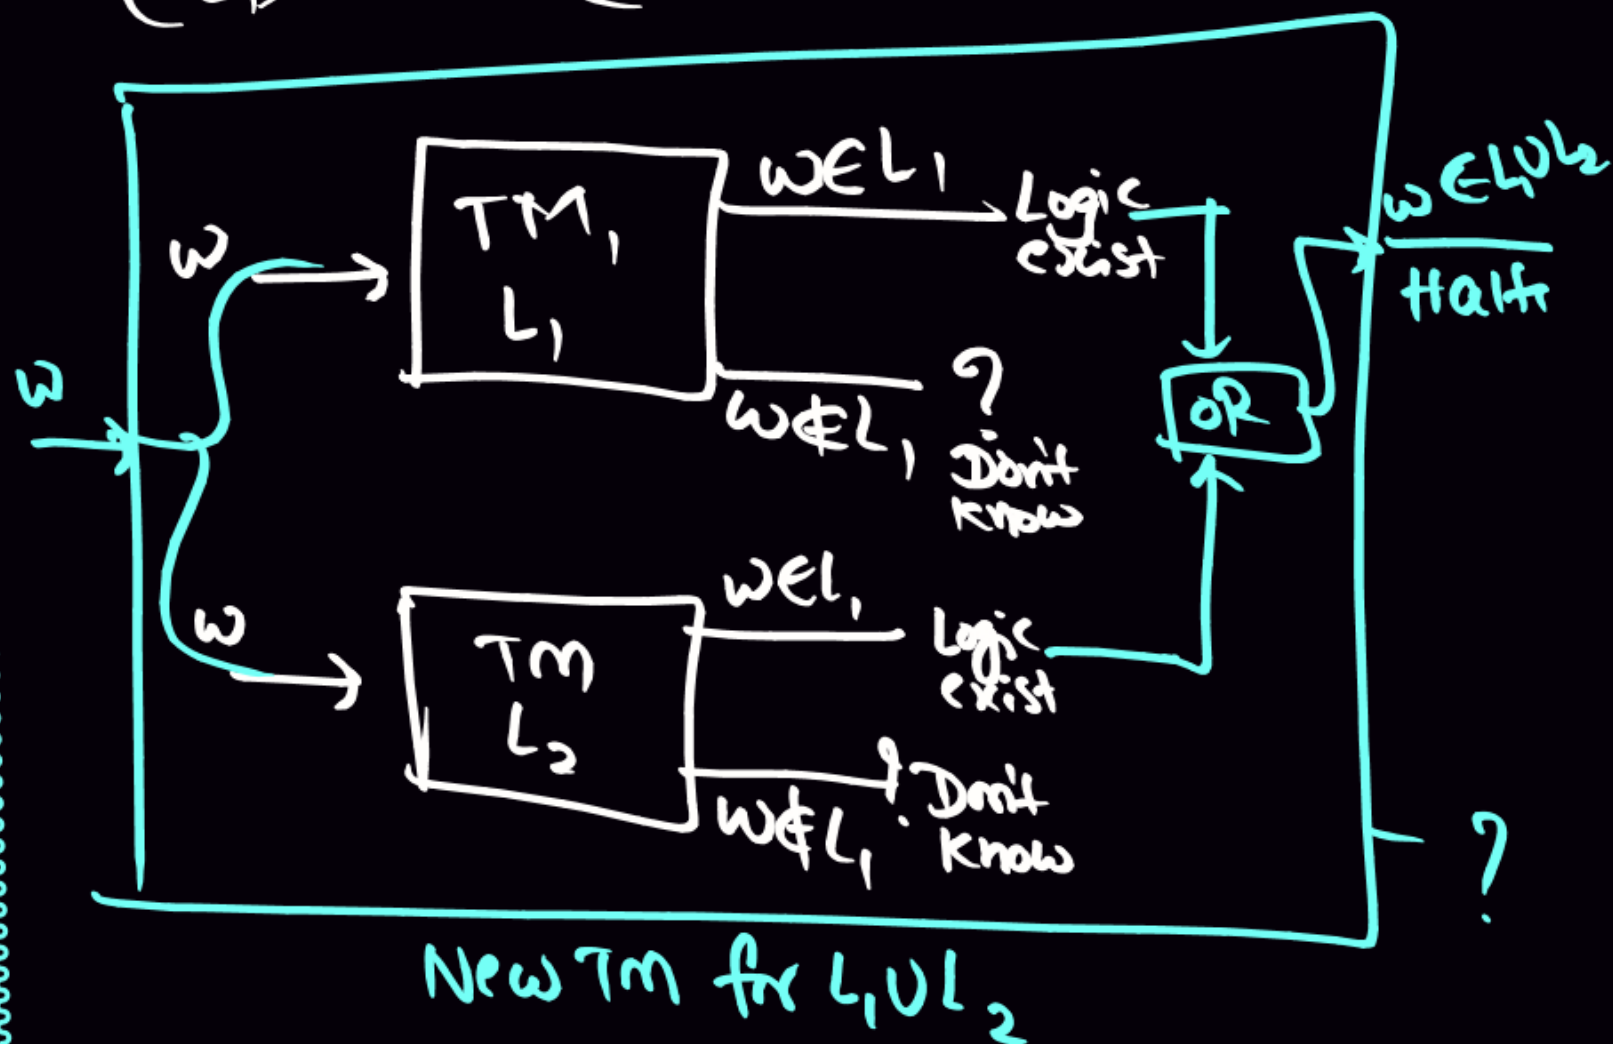 w
w
TM₁
L₁
w∈L₁
Logic
exist
w∉L₁
?
Don't
know
w
TM
L₂
w∈L₁
Logic
exist
w∉L₁
? Don't
know
OR
w∈L₁∪L₂
Halts
?
New TM for L₁∪L₂